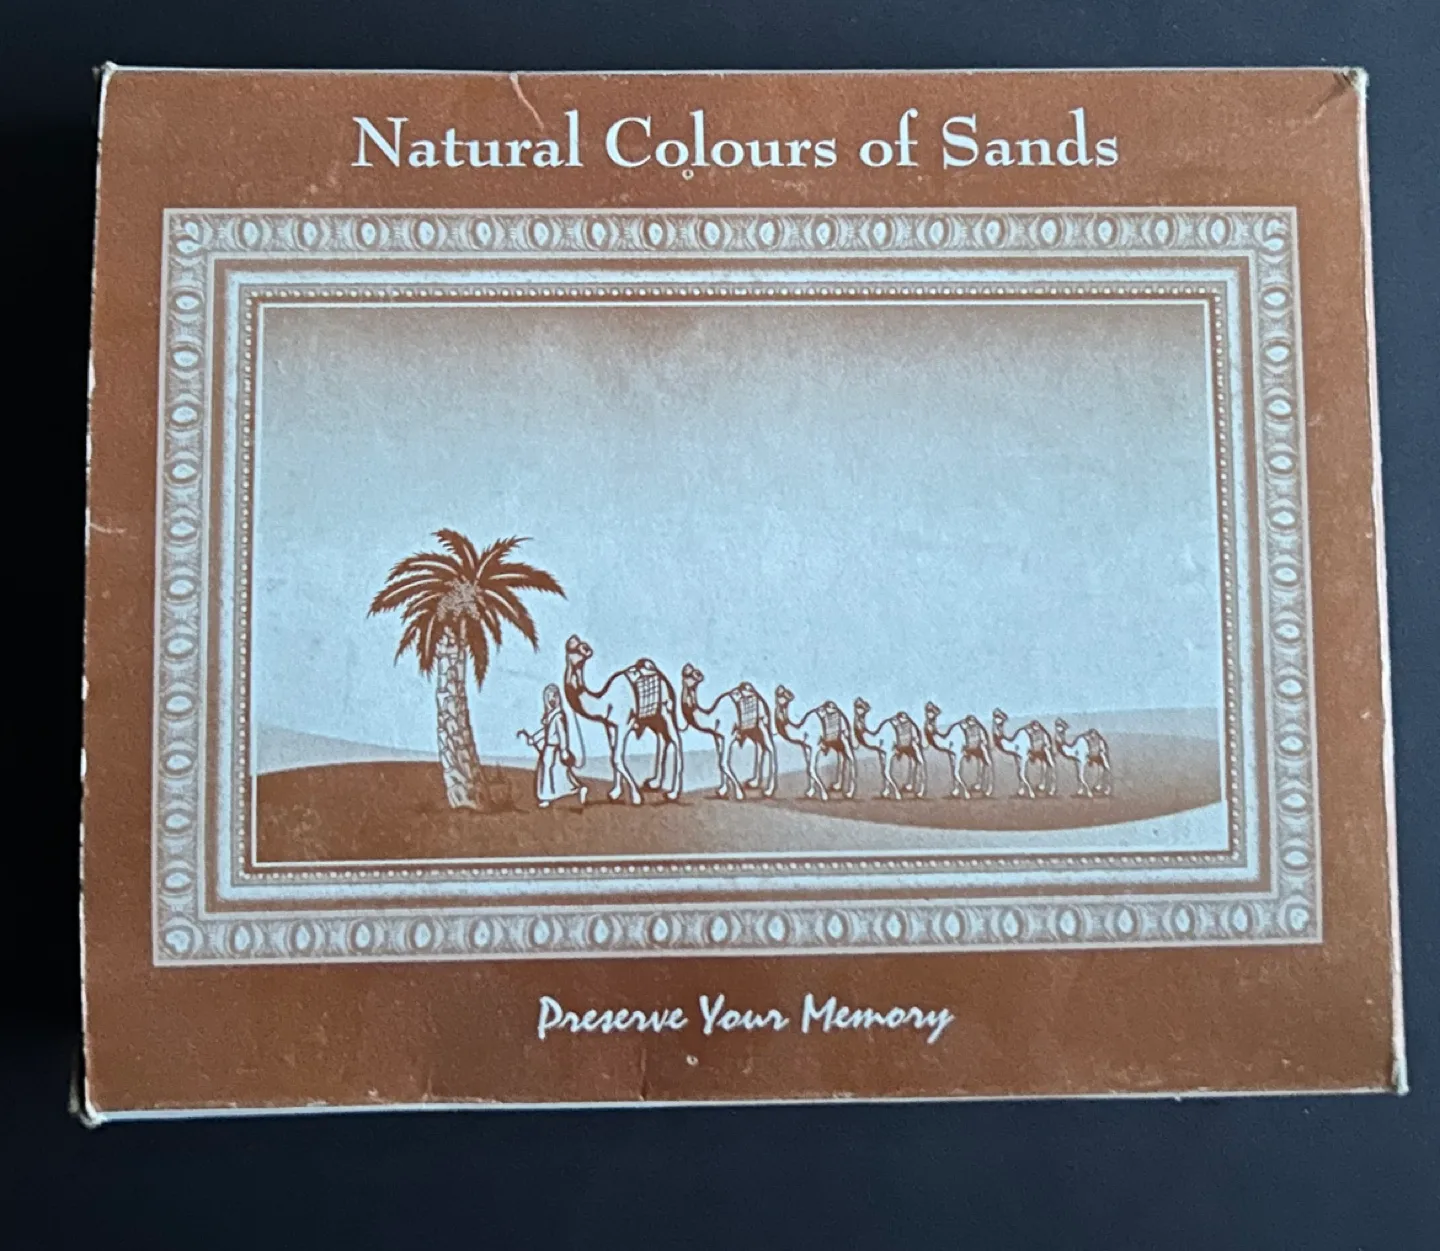 Natural Colours of Sands
Preserve Your Memory